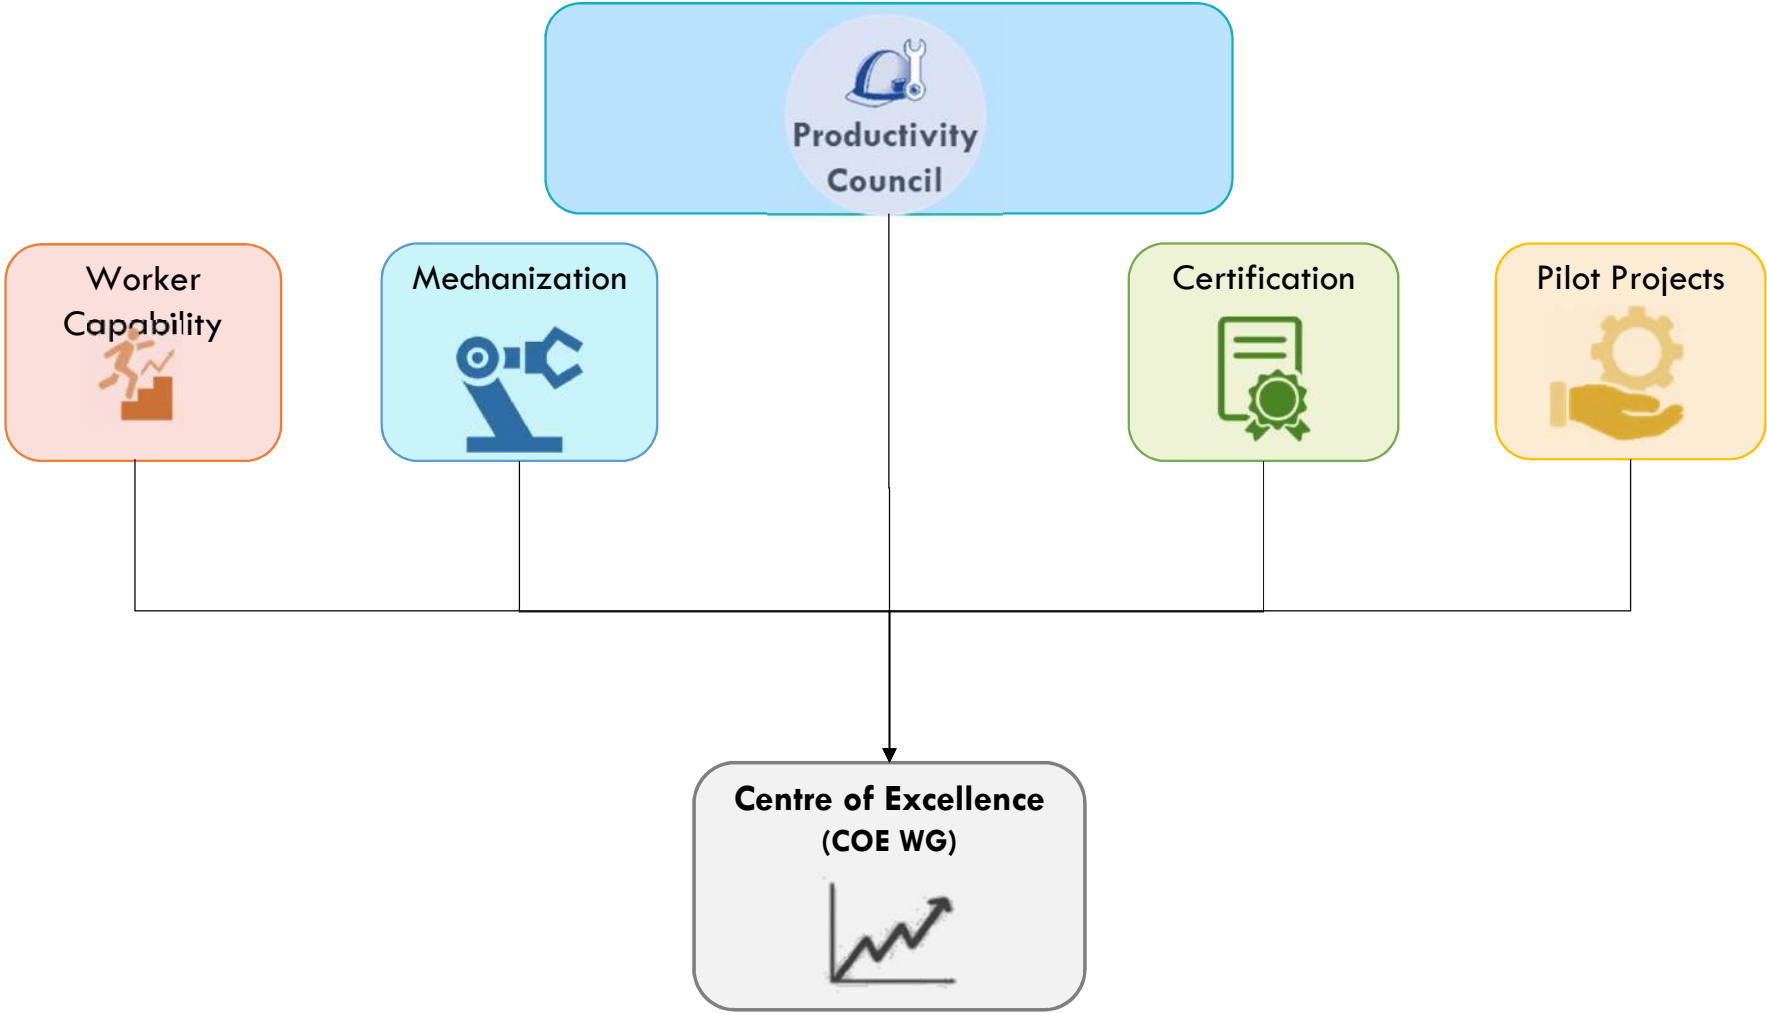 Productivity
Council
Worker
Capability
Mechanization
Certification
Pilot Projects
Centre of Excellence
(COE WG)